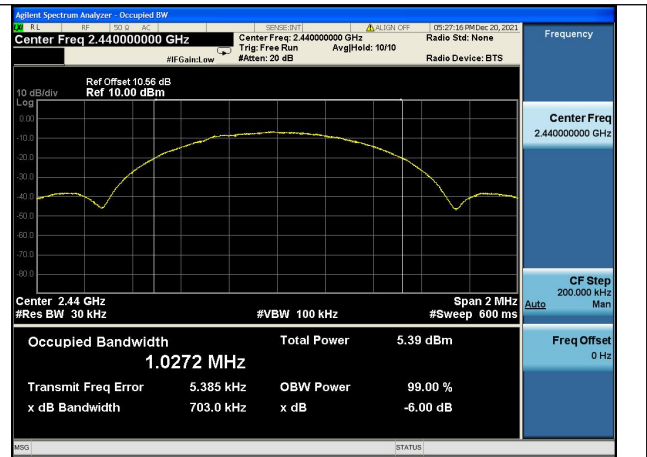 Agilent Spectrum Analyzer - Occupied BW
RL RF 50 Ω AC SENSE:INT ALIGN OFF 05:27:16 PM Dec 20, 2021
Center Freq 2.440000000 GHz Center Freq: 2.440000000 GHz Radio Std: None Frequency
Trig: Free Run Avg|Hold: 10/10
#IFGain:Low #Atten: 20 dB Radio Device: BTS
Ref Offset 10.56 dB
10 dB/div Ref 10.00 dBm
Log
0.00
-10.0
-20.0
-30.0
-40.0
-50.0
-60.0
-70.0
-80.0
Center Freq
2.440000000 GHz
CF Step
200.000 kHz
Auto Man
Center 2.44 GHz Span 2 MHz
#Res BW 30 kHz #VBW 100 kHz #Sweep 600 ms
Freq Offset
0 Hz
Occupied Bandwidth Total Power 5.39 dBm
1.0272 MHz
Transmit Freq Error 5.385 kHz OBW Power 99.00 %
x dB Bandwidth 703.0 kHz x dB -6.00 dB
MSG STATUS